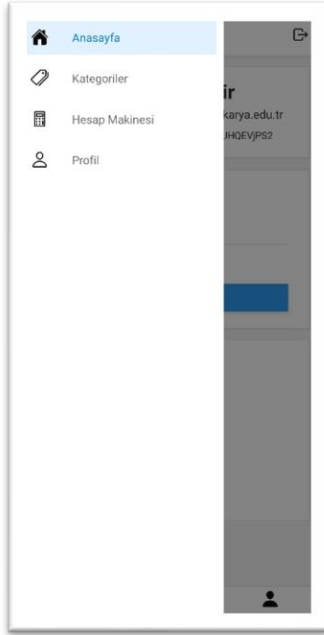 Anasayfa
Kategoriler
Hesap Makinesi
Profil
ir
karya.edu.tr
JHQEVjPS2